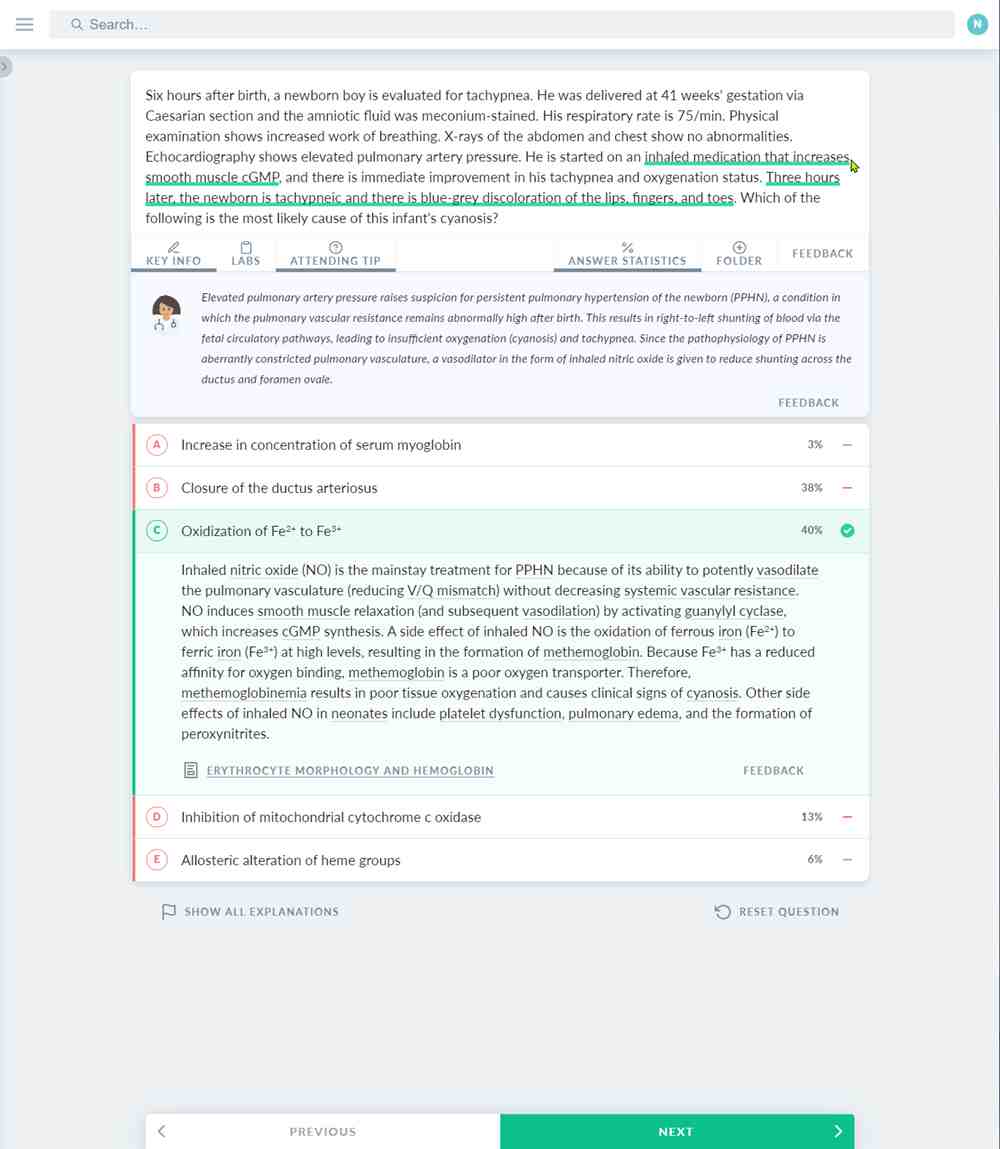 Search...
N
Six hours after birth, a newborn boy is evaluated for tachypnea. He was delivered at 41 weeks' gestation via
Caesarian section and the amniotic fluid was meconium-stained. His respiratory rate is 75/min. Physical
examination shows increased work of breathing. X-rays of the abdomen and chest show no abnormalities.
Echocardiography shows elevated pulmonary artery pressure. He is started on an inhaled medication that increases
smooth muscle cGMP, and there is immediate improvement in his tachypnea and oxygenation status. Three hours
later, the newborn is tachypneic and there is blue-grey discoloration of the lips, fingers, and toes. Which of the
following is the most likely cause of this infant's cyanosis?
KEY INFO LABS ATTENDING TIP ANSWER STATISTICS FOLDER FEEDBACK
Elevated pulmonary artery pressure raises suspicion for persistent pulmonary hypertension of the newborn (PPHN), a condition in
which the pulmonary vascular resistance remains abnormally high after birth. This results in right-to-left shunting of blood via the
fetal circulatory pathways, leading to insufficient oxygenation (cyanosis) and tachypnea. Since the pathophysiology of PPHN is
aberrantly constricted pulmonary vasculature, a vasodilator in the form of inhaled nitric oxide is given to reduce shunting across the
ductus and foramen ovale.
FEEDBACK
A Increase in concentration of serum myoglobin 3% –
B Closure of the ductus arteriosus 38% –
C Oxidization of Fe²⁺ to Fe³⁺ 40%
Inhaled nitric oxide (NO) is the mainstay treatment for PPHN because of its ability to potently vasodilate
the pulmonary vasculature (reducing V/Q mismatch) without decreasing systemic vascular resistance.
NO induces smooth muscle relaxation (and subsequent vasodilation) by activating guanylyl cyclase,
which increases cGMP synthesis. A side effect of inhaled NO is the oxidation of ferrous iron (Fe²⁺) to
ferric iron (Fe³⁺) at high levels, resulting in the formation of methemoglobin. Because Fe³⁺ has a reduced
affinity for oxygen binding, methemoglobin is a poor oxygen transporter. Therefore,
methemoglobinemia results in poor tissue oxygenation and causes clinical signs of cyanosis. Other side
effects of inhaled NO in neonates include platelet dysfunction, pulmonary edema, and the formation of
peroxynitrites.
ERYTHROCYTE MORPHOLOGY AND HEMOGLOBIN FEEDBACK
D Inhibition of mitochondrial cytochrome c oxidase 13% –
E Allosteric alteration of heme groups 6% –
SHOW ALL EXPLANATIONS RESET QUESTION
PREVIOUS NEXT